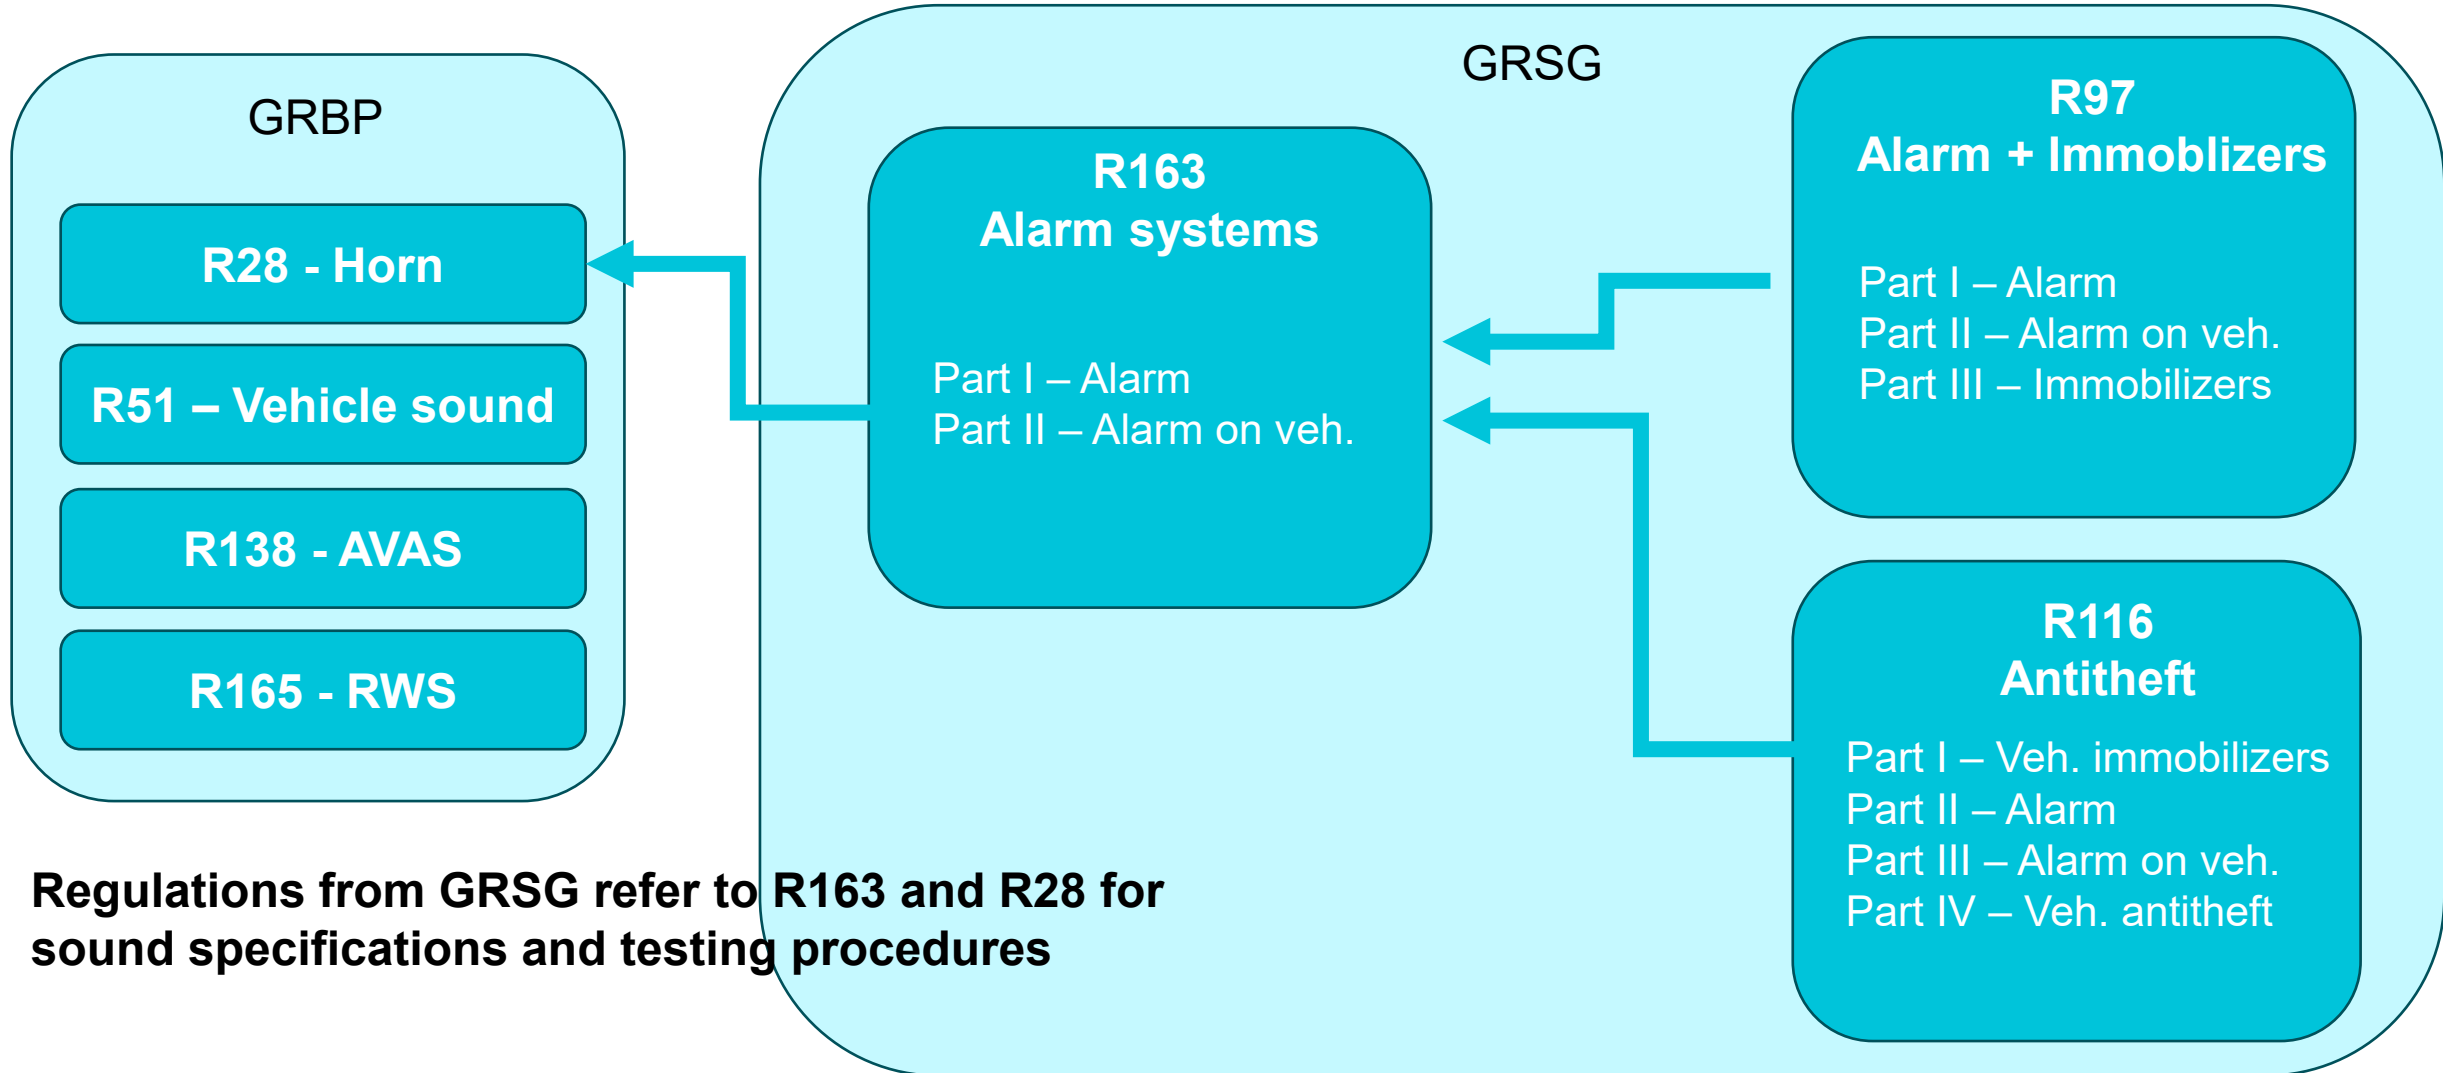 GRBP
R28 - Horn
R51 – Vehicle sound
R138 - AVAS
R165 - RWS
GRSG
R163
Alarm systems
Part I – Alarm
Part II – Alarm on veh.
R97
Alarm + Immoblizers
Part I – Alarm
Part II – Alarm on veh.
Part III – Immobilizers
R116
Antitheft
Part I – Veh. immobilizers
Part II – Alarm
Part III – Alarm on veh.
Part IV – Veh. antitheft
Regulations from GRSG refer to R163 and R28 for
sound specifications and testing procedures